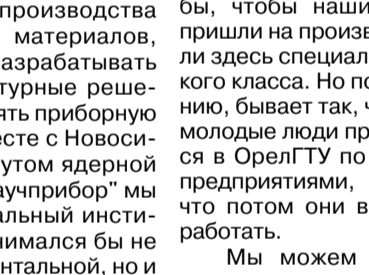 производства
материалов,
азрабатывать
турные реше-
ять приборную
есте с Новоси-
утом ядерной
аучприбор" мы
альный инсти-
нимался бы не
нтальной, но и
бы, чтобы наши
пришли на произв
ли здесь специал
кого класса. Но по
нию, бывает так, ч
молодые люди пр
ся в ОрелГТУ по
предприятиями,
что потом они в
работать.
Мы можем